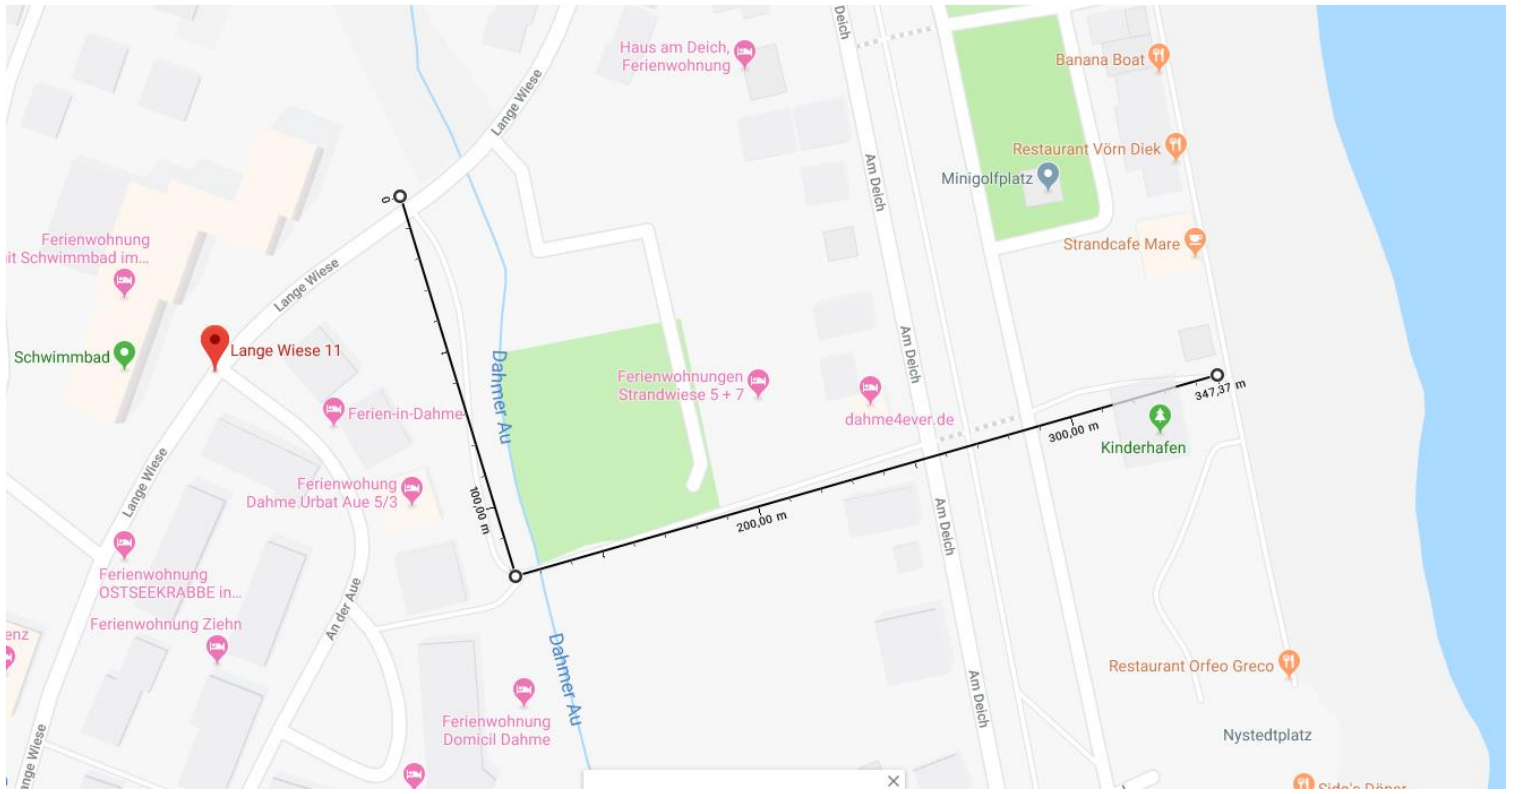 Deich
Haus am Deich,
Ferienwohnung
Banana Boat
Lange Wiese
Restaurant Vörn Diek
Minigolfplatz
Am Deich
0
Ferienwohnung
it Schwimmbad im...
Strandcafe Mare
Lange Wiese
Schwimmbad
Lange Wiese 11
Am Deich
Dahmer Au
Ferienwohnungen
Strandwiese 5 + 7
347,37 m
Ferien-in-Dahme
dahme4ever.de
300,00 m
Kinderhafen
Lange Wiese
Ferienwohung
Dahme Urbat Aue 5/3
100,00 m
200,00 m
Am Deich
Ferienwohnung
OSTSEEKRABBE in...
An der Aue
Ferienwohnung Ziehn
enz
Dahmer Au
Restaurant Orfeo Greco
Am Deich
Ferienwohnung
Domicil Dahme
Nystedtplatz
nge Wiese